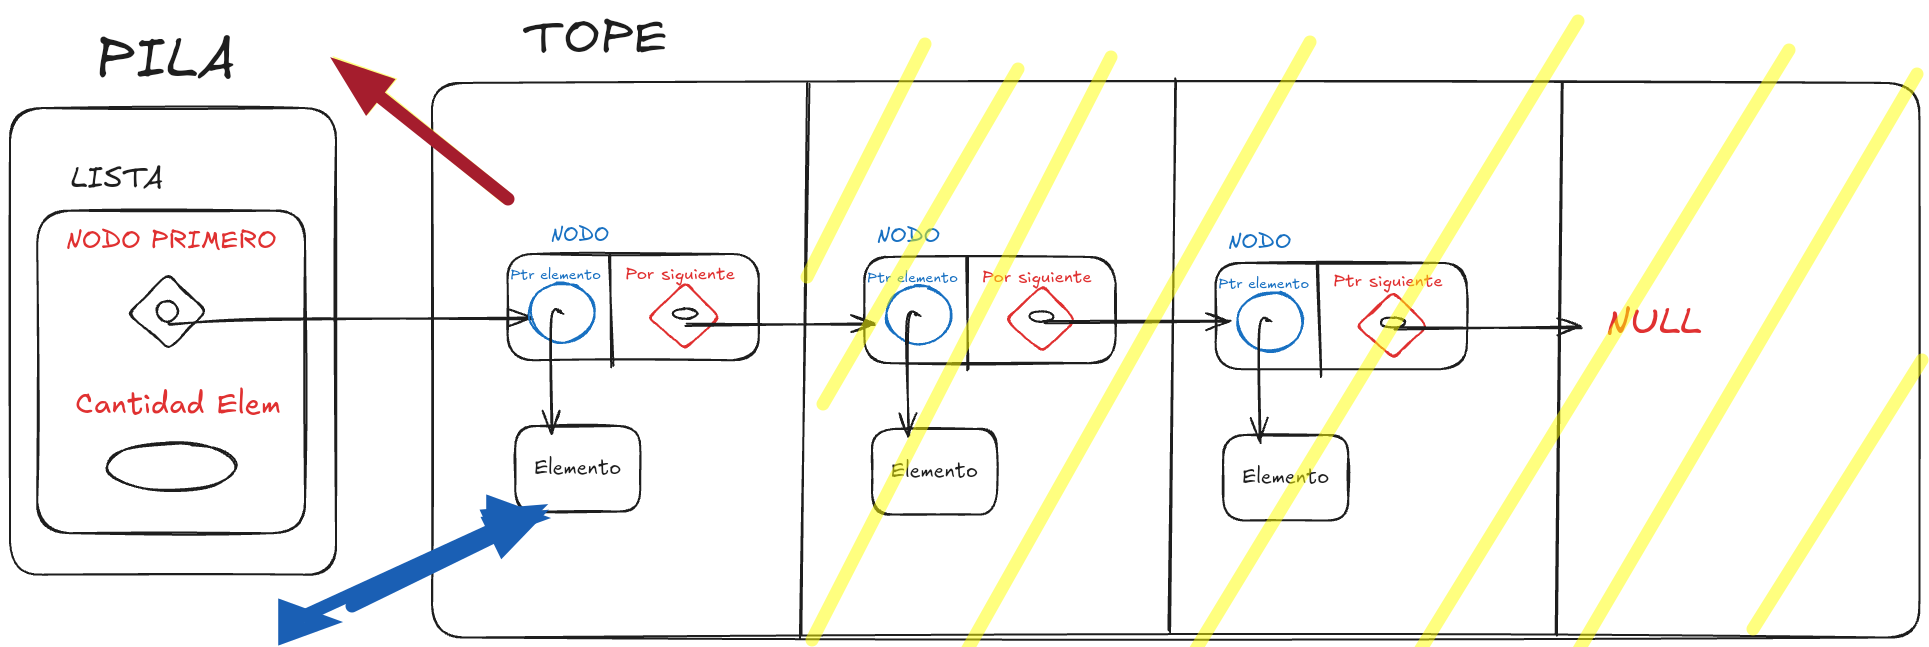 PILA
TOPE
LISTA
NODO PRIMERO
Cantidad Elem
NODO
Ptr elemento
Por siguiente
Elemento
NODO
Ptr elemento
Por siguiente
Elemento
NODO
Ptr elemento
Ptr siguiente
Elemento
NULL